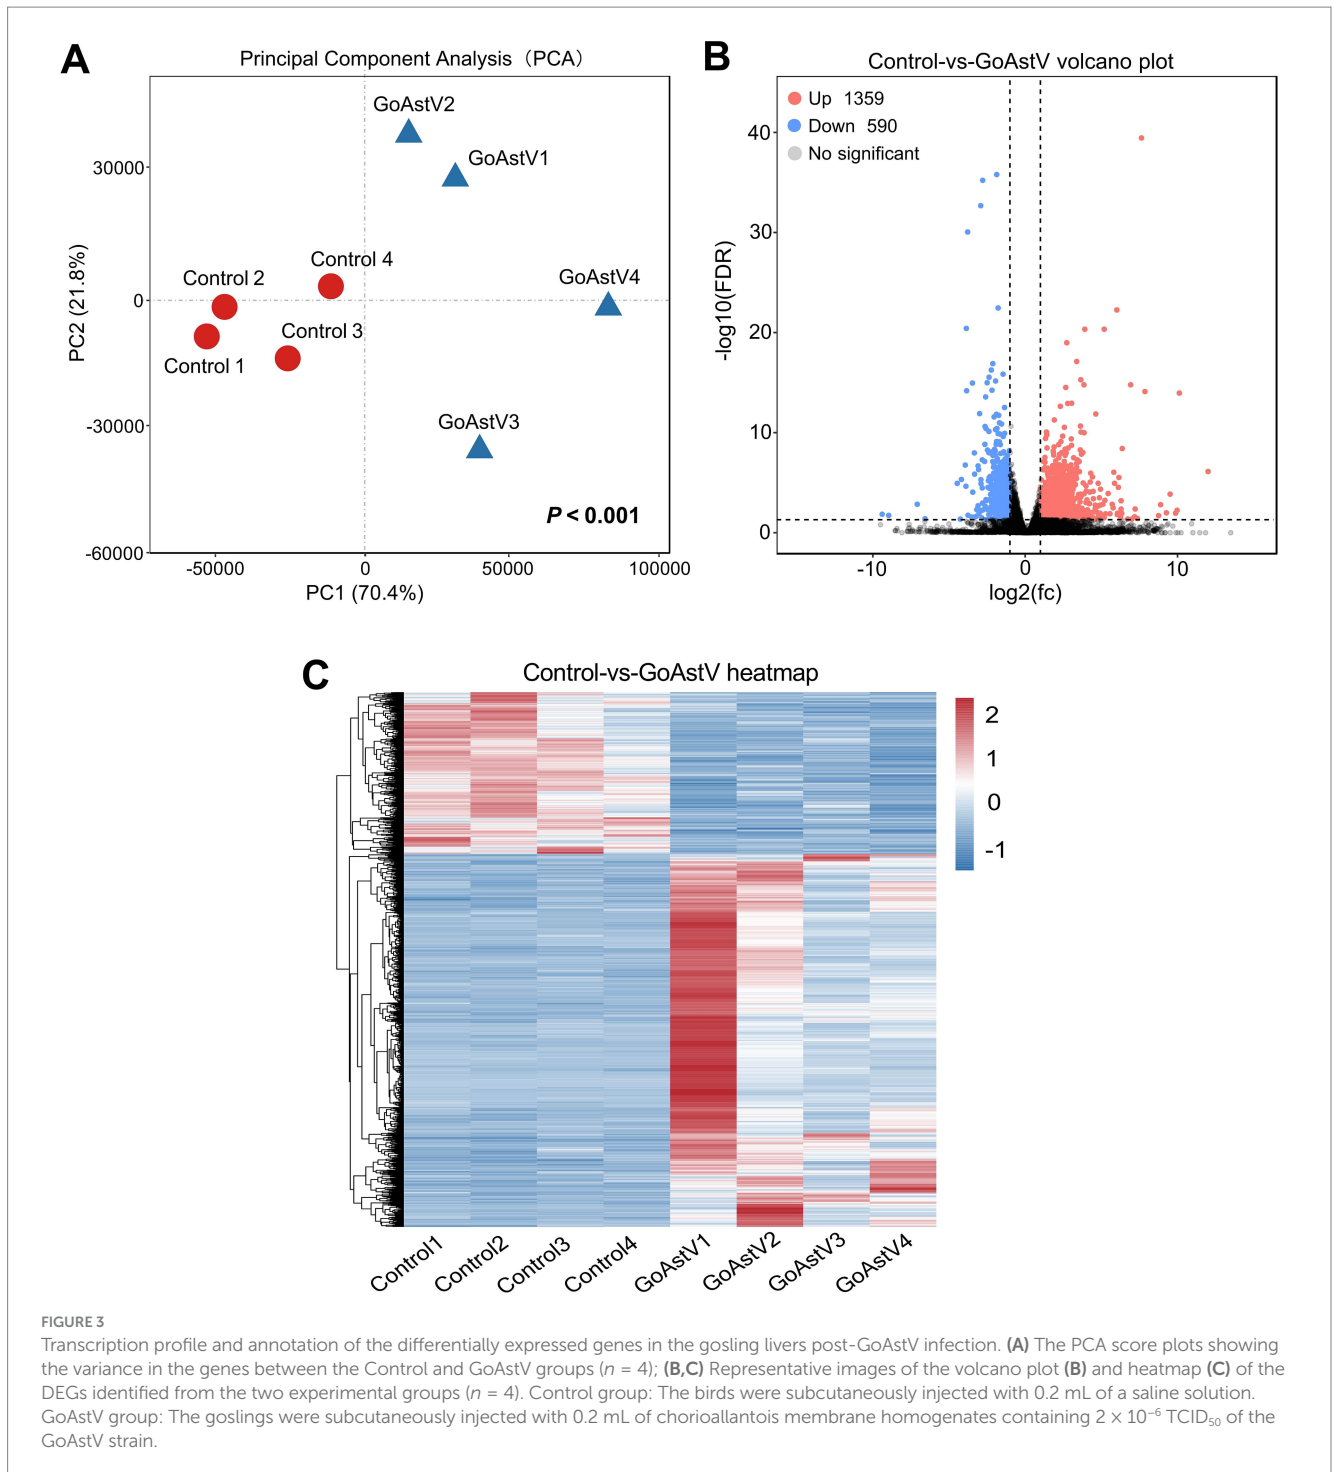 A
Principal Component Analysis（PCA）
GoAstV2
GoAstV1
30000
Control 4
Control 2
GoAstV4
0
Control 3
Control 1
GoAstV3
-30000
P < 0.001
-60000
-50000 0 50000 100000
PC1 (70.4%)
PC2 (21.8%)
B
Control-vs-GoAstV volcano plot
Up 1359
Down 590
No significant
40
30
20
10
0
-log10(FDR)
-10 0 10
log2(fc)
C
Control-vs-GoAstV heatmap
2
1
0
-1
Control1 Control2 Control3 Control4 GoAstV1 GoAstV2 GoAstV3 GoAstV4
FIGURE 3
Transcription profile and annotation of the differentially expressed genes in the gosling livers post-GoAstV infection. (A) The PCA score plots showing
the variance in the genes between the Control and GoAstV groups (n = 4); (B,C) Representative images of the volcano plot (B) and heatmap (C) of the
DEGs identified from the two experimental groups (n = 4). Control group: The birds were subcutaneously injected with 0.2 mL of a saline solution.
GoAstV group: The goslings were subcutaneously injected with 0.2 mL of chorioallantois membrane homogenates containing 2 × 10⁻⁶ TCID₅₀ of the
GoAstV strain.